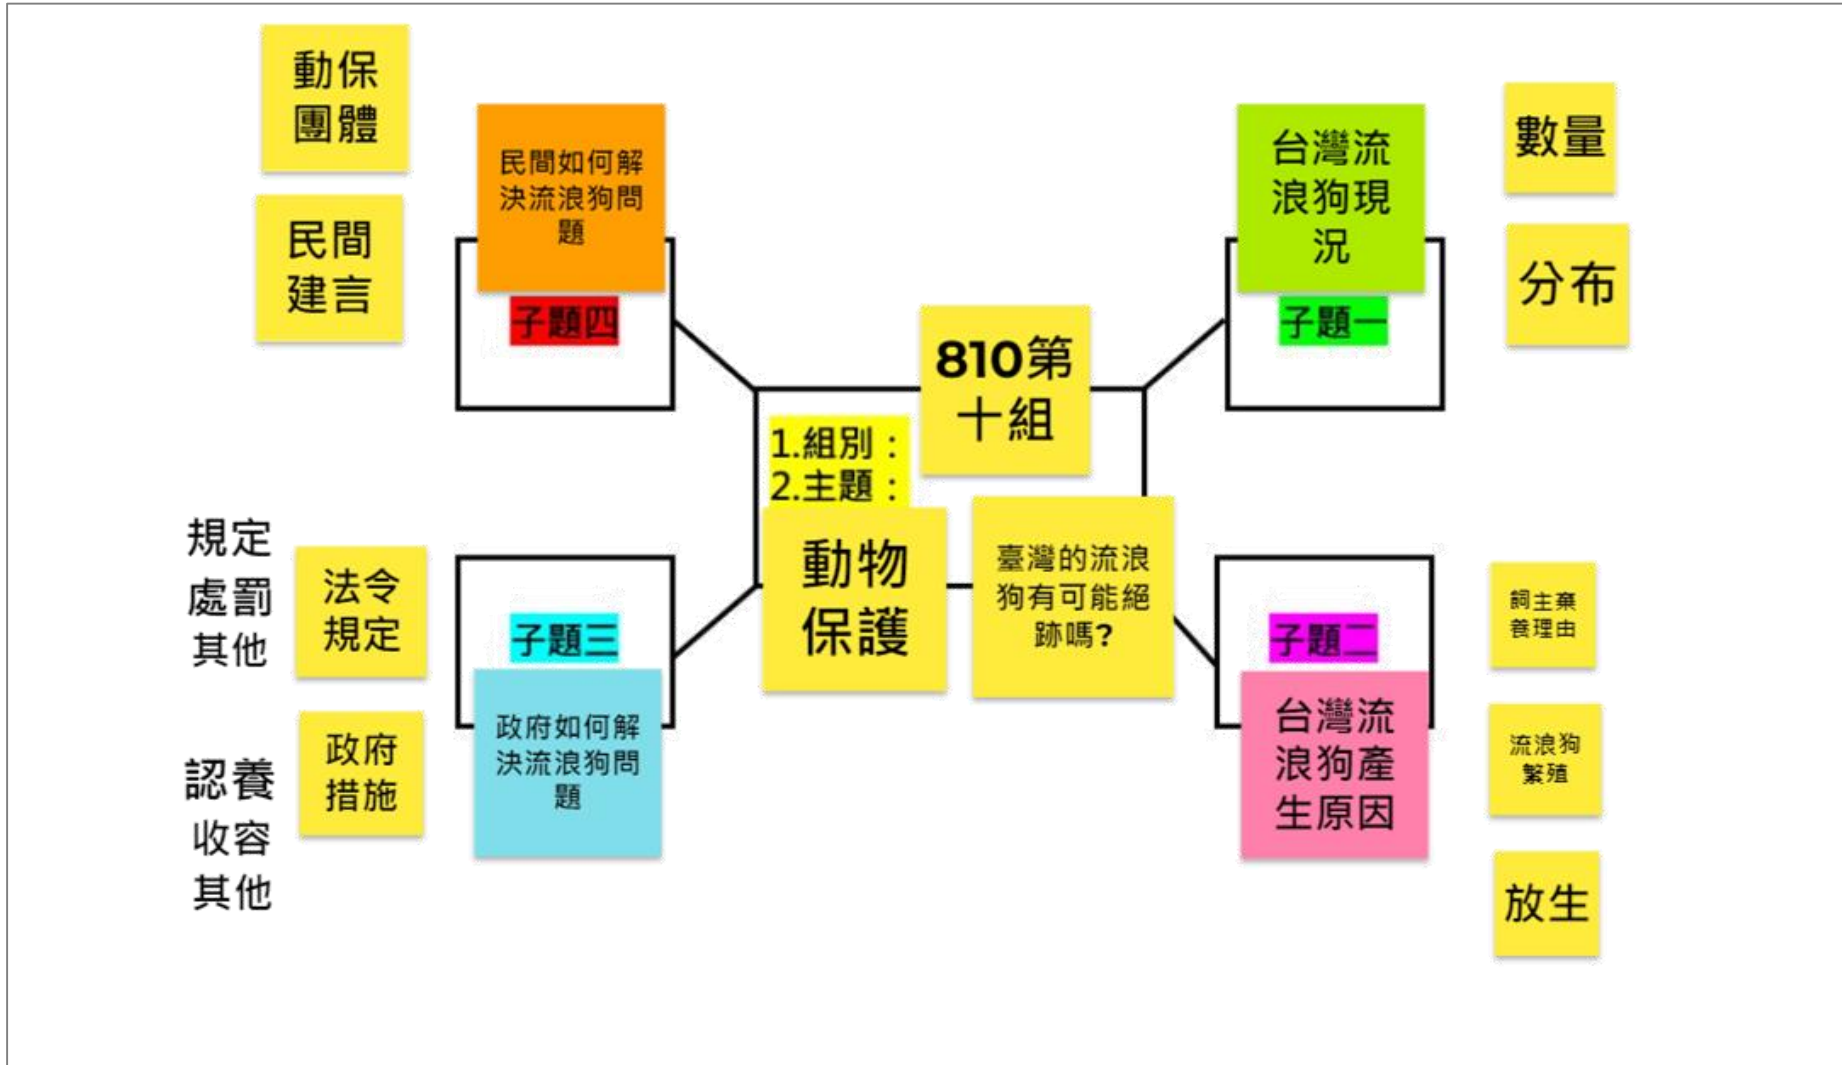 動保
團體
民間
建言
民間如何解
決流浪狗問
題
子題四
台灣流
浪狗現
況
子題一
數量
分布
810第
十組
1.組別：
2.主題：
動物
保護
臺灣的流浪
狗有可能絕
跡嗎?
規定
處罰
其他
法令
規定
認養
收容
其他
政府
措施
子題三
政府如何解
決流浪狗問
題
子題二
台灣流
浪狗產
生原因
飼主棄
養理由
流浪狗
繁殖
放生